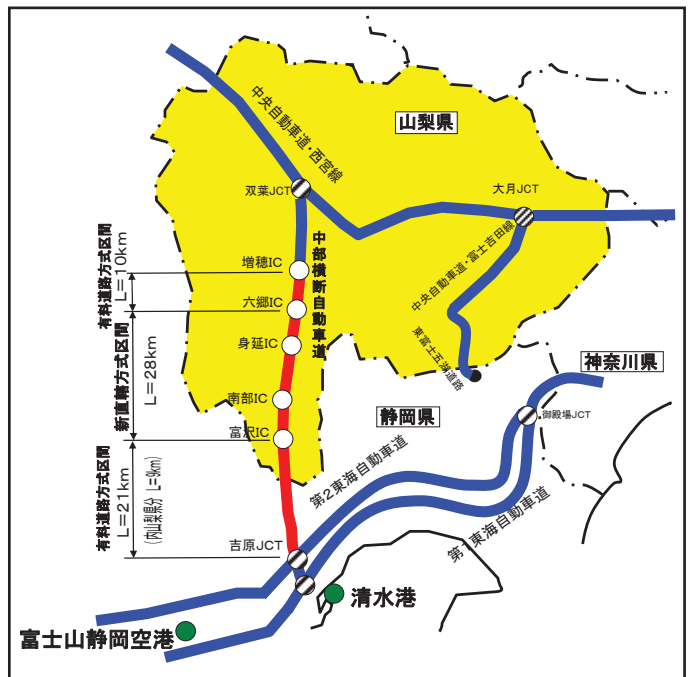 山梨県
中央自動車道・西宮線
双葉JCT
大月JCT
中部横断自動車道
中央自動車道・富士吉田線
東富士五湖道路
増穂IC
六郷IC
身延IC
南部IC
富沢IC
有料道路方式区間
L=10km
新直轄方式区間
L=28km
有料道路方式区間
L=21km
(内山梨県分 L=9km)
神奈川県
静岡県
御殿場JCT
第2東海自動車道
第1東海自動車道
吉原JCT
清水港
富士山静岡空港